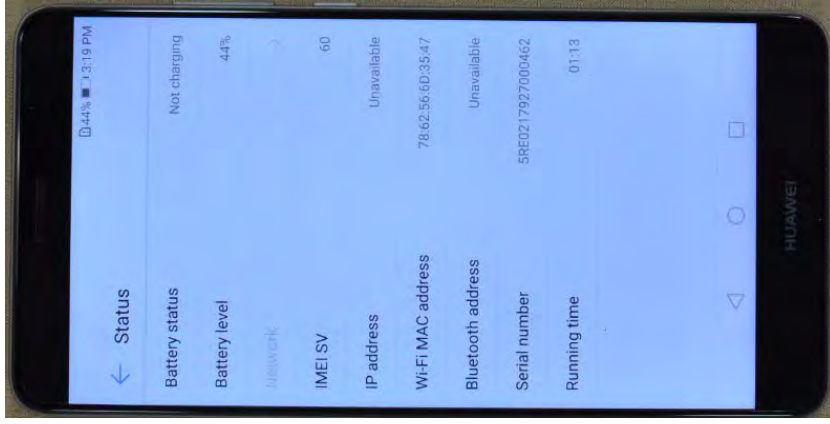 44% 3:19 PM
Status
Battery status Not charging
Battery level 44%
Network
IMEI SV 60
IP address Unavailable
Wi-Fi MAC address 78:62:56:6D:35:47
Bluetooth address Unavailable
Serial number 5RE0217927000462
Running time 01:13
HUAWEI